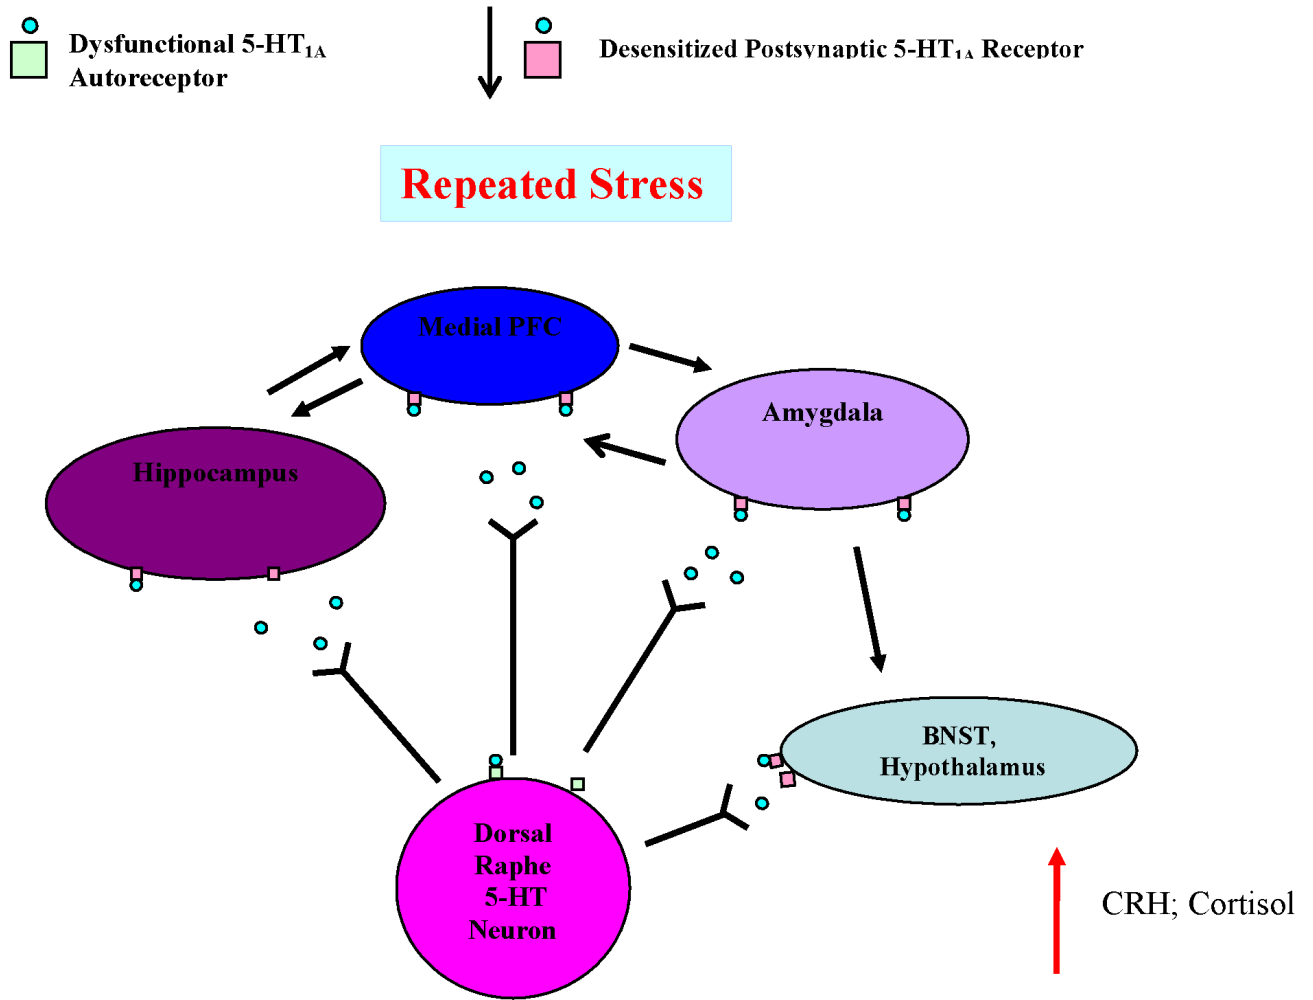 Dysfunctional 5-HT1A
Autoreceptor
Desensitized Postsynaptic 5-HT1A Receptor
Repeated Stress
Medial PFC
Amygdala
Hippocampus
BNST,
Hypothalamus
Dorsal
Raphe
5-HT
Neuron
CRH; Cortisol